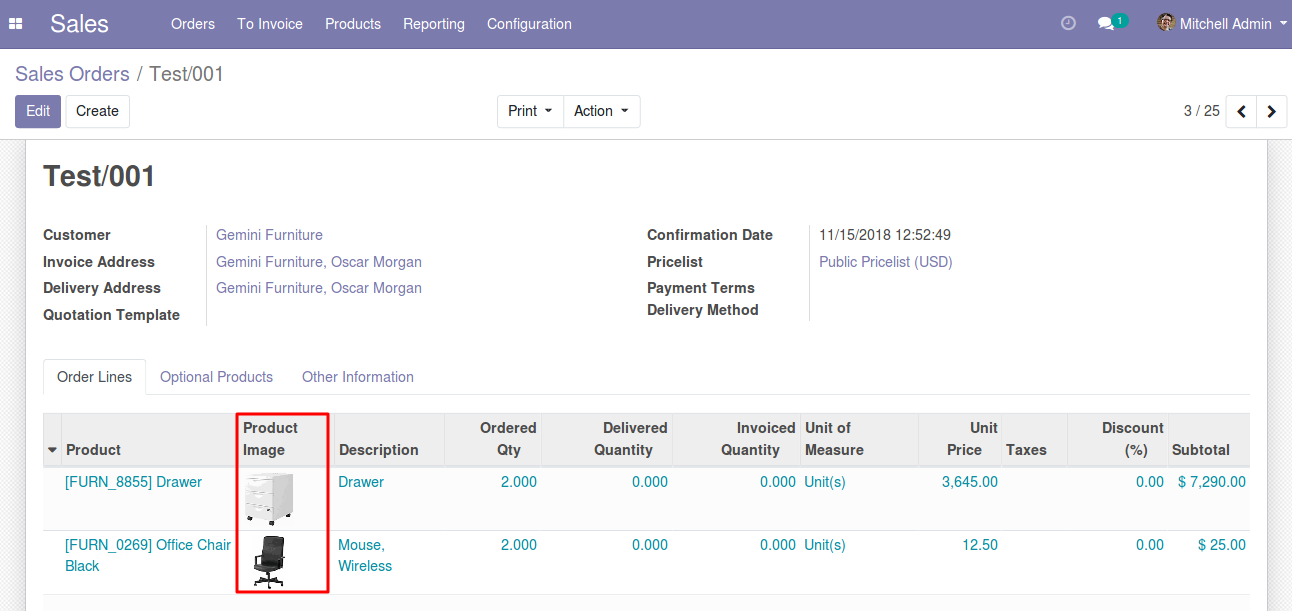 Sales Orders To Invoice Products Reporting Configuration 1 Mitchell Admin
Sales Orders / Test/001
Edit Create Print Action 3 / 25
Test/001
Customer Gemini Furniture Confirmation Date 11/15/2018 12:52:49
Invoice Address Gemini Furniture, Oscar Morgan Pricelist Public Pricelist (USD)
Delivery Address Gemini Furniture, Oscar Morgan Payment Terms
Quotation Template Delivery Method
Order Lines Optional Products Other Information
Product Ordered Delivered Invoiced Unit of Unit Discount
Product Image Description Qty Quantity Quantity Measure Price Taxes (%) Subtotal
[FURN_8855] Drawer Drawer 2.000 0.000 0.000 Unit(s) 3,645.00 0.00 $ 7,290.00
[FURN_0269] Office Chair Mouse, 2.000 0.000 0.000 Unit(s) 12.50 0.00 $ 25.00
Black Wireless